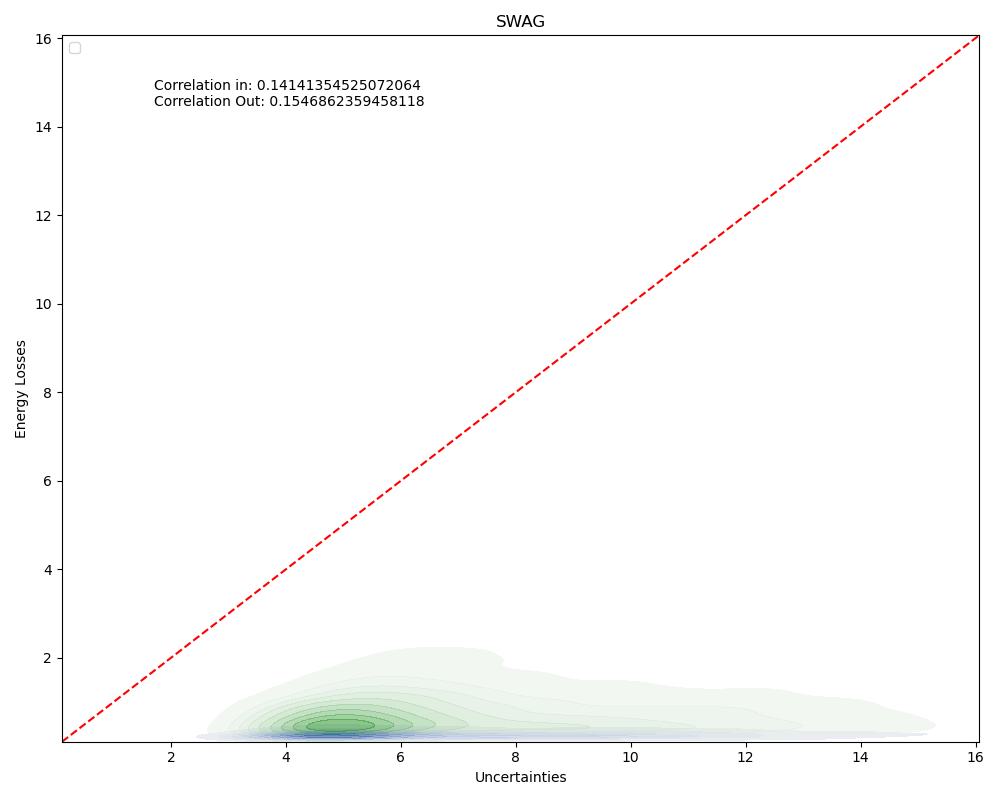 SWAG
16
Correlation in: 0.14141354525072064
Correlation Out: 0.1546862359458118
14
12
10
8
6
4
2
Energy Losses
2 4 6 8 10 12 14 16
Uncertainties